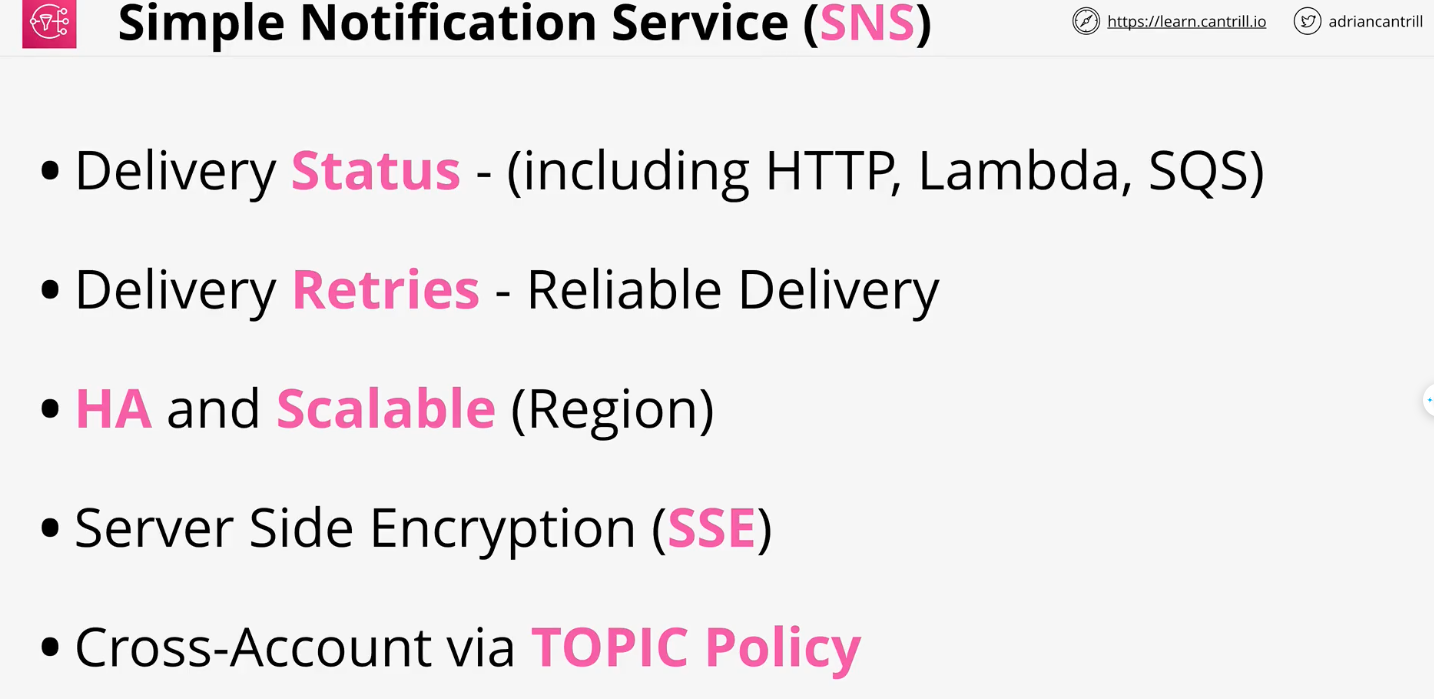 Simple Notification Service (SNS)
https://learn.cantrill.io
adriancantrill
• Delivery Status - (including HTTP, Lambda, SQS)
• Delivery Retries - Reliable Delivery
• HA and Scalable (Region)
• Server Side Encryption (SSE)
• Cross-Account via TOPIC Policy